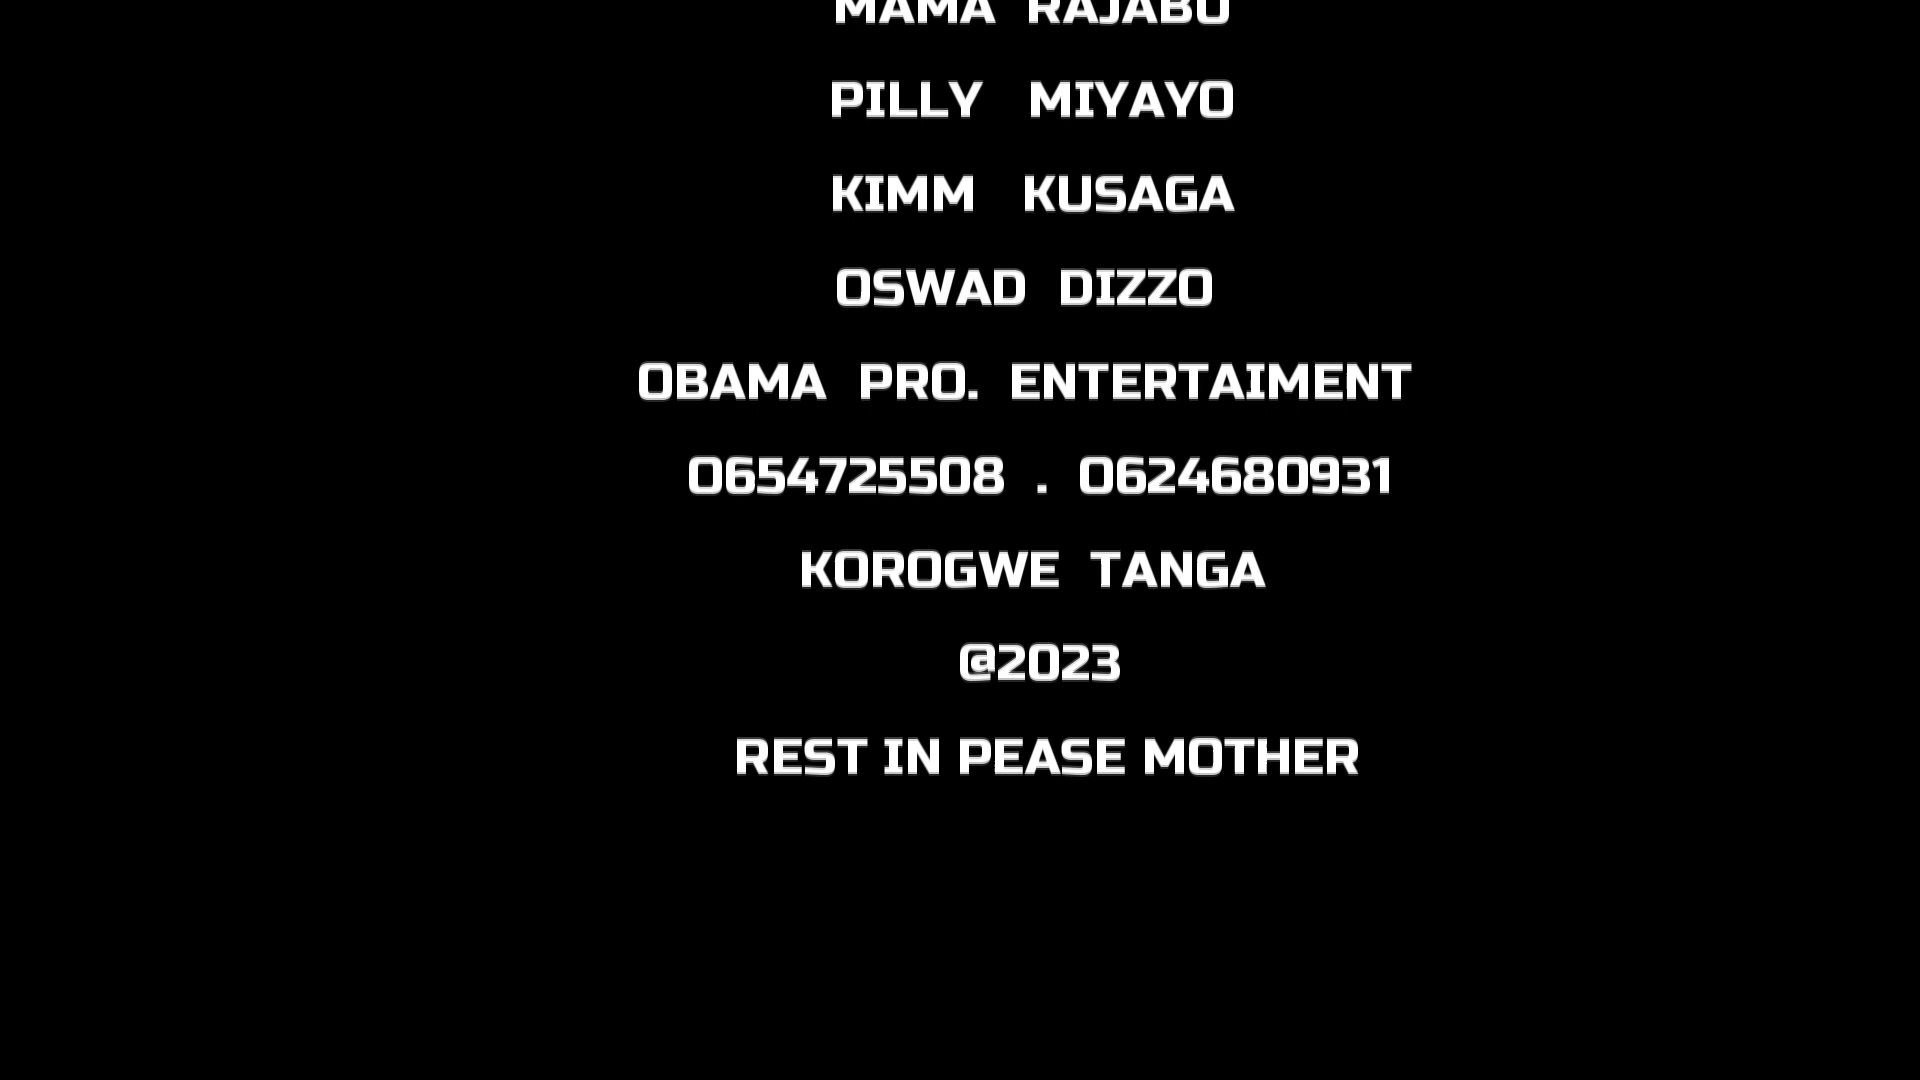 MAMA RAJABU
PILLY MIYAYO
KIMM KUSAGA
OSWAD DIZZO
OBAMA PRO. ENTERTAIMENT
0654725508 . 0624680931
KOROGWE TANGA
@2023
REST IN PEASE MOTHER